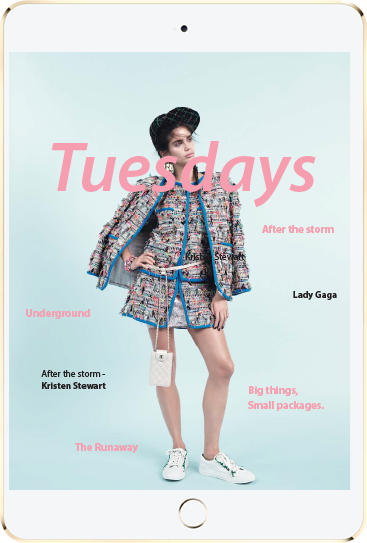 Tuesdays
After the storm
Kristen Stewart
Lady Gaga
Underground
After the storm -
Kristen Stewart
Big things,
Small packages.
The Runaway